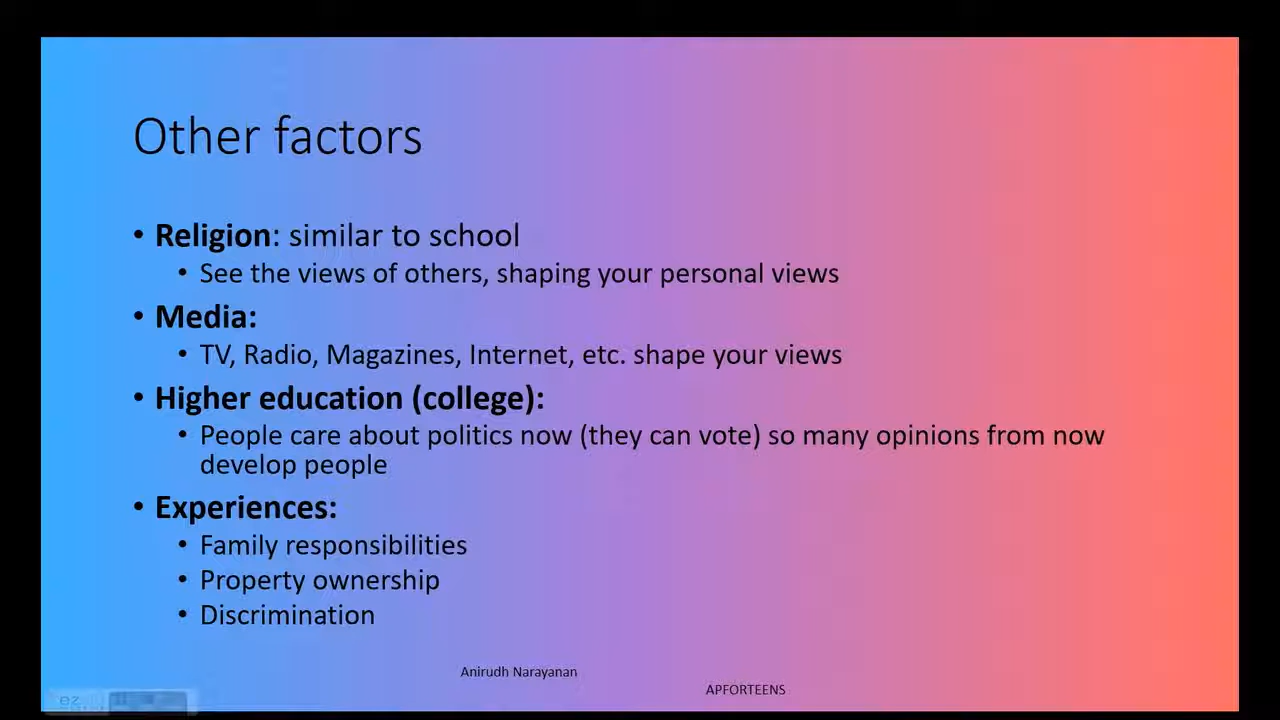 Other factors
• Religion: similar to school
• See the views of others, shaping your personal views
• Media:
• TV, Radio, Magazines, Internet, etc. shape your views
• Higher education (college):
• People care about politics now (they can vote) so many opinions from now
develop people
• Experiences:
• Family responsibilities
• Property ownership
• Discrimination
Anirudh Narayanan
APFORTEENS